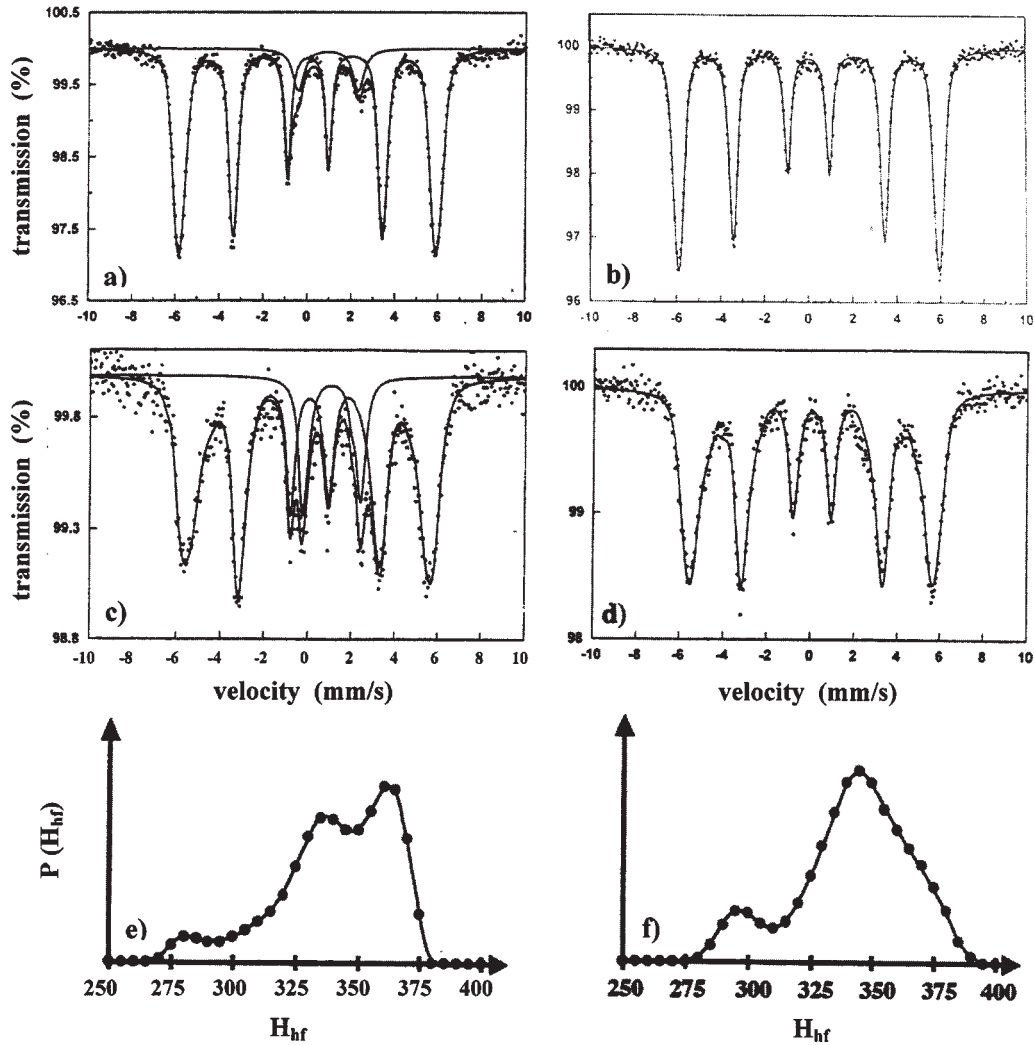 100.5
100.0
99.5
98.5
97.5
96.5
transmission (%)
a)
-10 -8 -6 -4 -2 0 2 4 6 8 10
100
99
98
97
96
b)
-10 -8 -6 -4 -2 0 2 4 6 8 10
99.8
99.3
98.8
transmission (%)
c)
-10 -8 -6 -4 -2 0 2 4 6 8 10
velocity (mm/s)
100
99
98
d)
-10 -8 -6 -4 -2 0 2 4 6 8 10
velocity (mm/s)
P (Hhf)
e)
250 275 300 325 350 375 400
Hhf
f)
250 275 300 325 350 375 400
Hhf